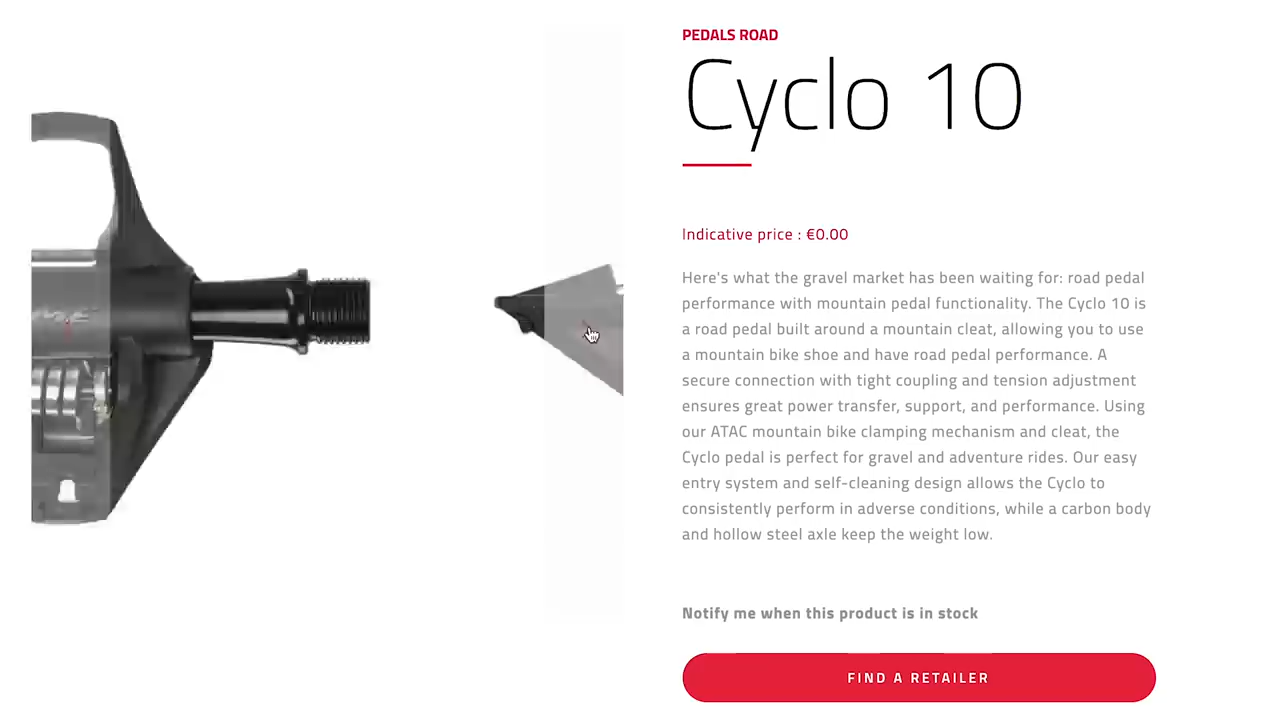 PEDALS ROAD
Cyclo 10
Indicative price : €0.00
Here's what the gravel market has been waiting for: road pedal
performance with mountain pedal functionality. The Cyclo 10 is
a road pedal built around a mountain cleat, allowing you to use
a mountain bike shoe and have road pedal performance. A
secure connection with tight coupling and tension adjustment
ensures great power transfer, support, and performance. Using
our ATAC mountain bike clamping mechanism and cleat, the
Cyclo pedal is perfect for gravel and adventure rides. Our easy
entry system and self-cleaning design allows the Cyclo to
consistently perform in adverse conditions, while a carbon body
and hollow steel axle keep the weight low.
Notify me when this product is in stock
FIND A RETAILER